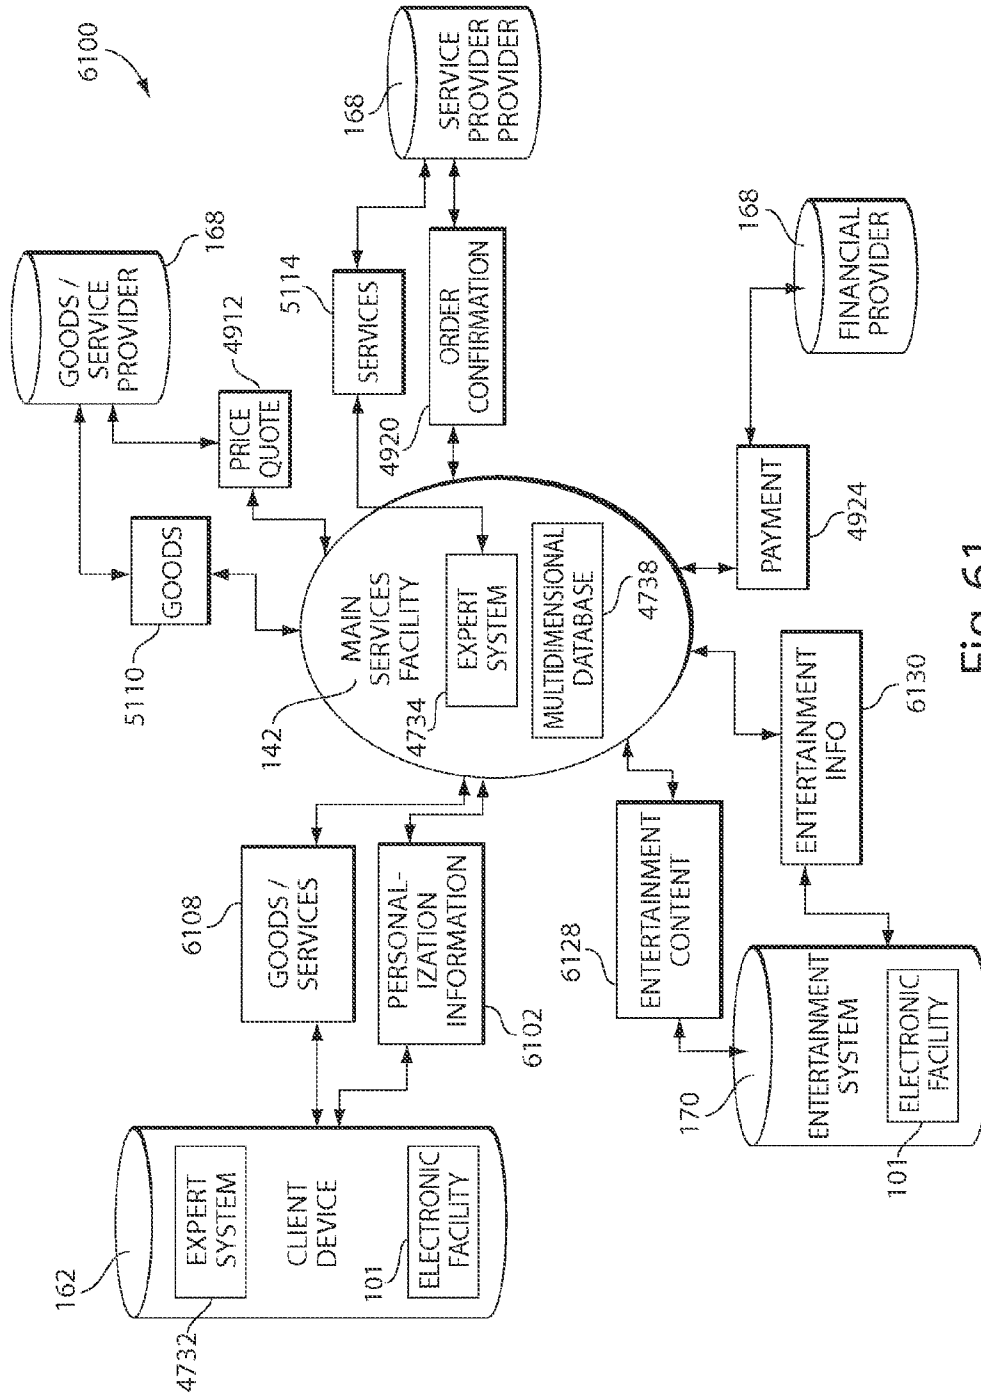 6100
162
EXPERT
SYSTEM
4732
CLIENT
DEVICE
101
ELECTRONIC
FACILITY
6108
GOODS /
SERVICES
PERSONAL-
IZATION
INFORMATION
6102
5110
GOODS
GOODS /
SERVICE
PROVIDER
168
PRICE
QUOTE
4912
142
MAIN
SERVICES
FACILITY
4734
EXPERT
SYSTEM
MULTIDIMENSIONAL
DATABASE
4738
5114
SERVICES
4920
ORDER
CONFIRMATION
168
SERVICE
PROVIDER
PROVIDER
170
ENTERTAINMENT
SYSTEM
101
ELECTRONIC
FACILITY
6128
ENTERTAINMENT
CONTENT
ENTERTAINMENT
INFO
6130
PAYMENT
4924
168
FINANCIAL
PROVIDER
Fig. 61